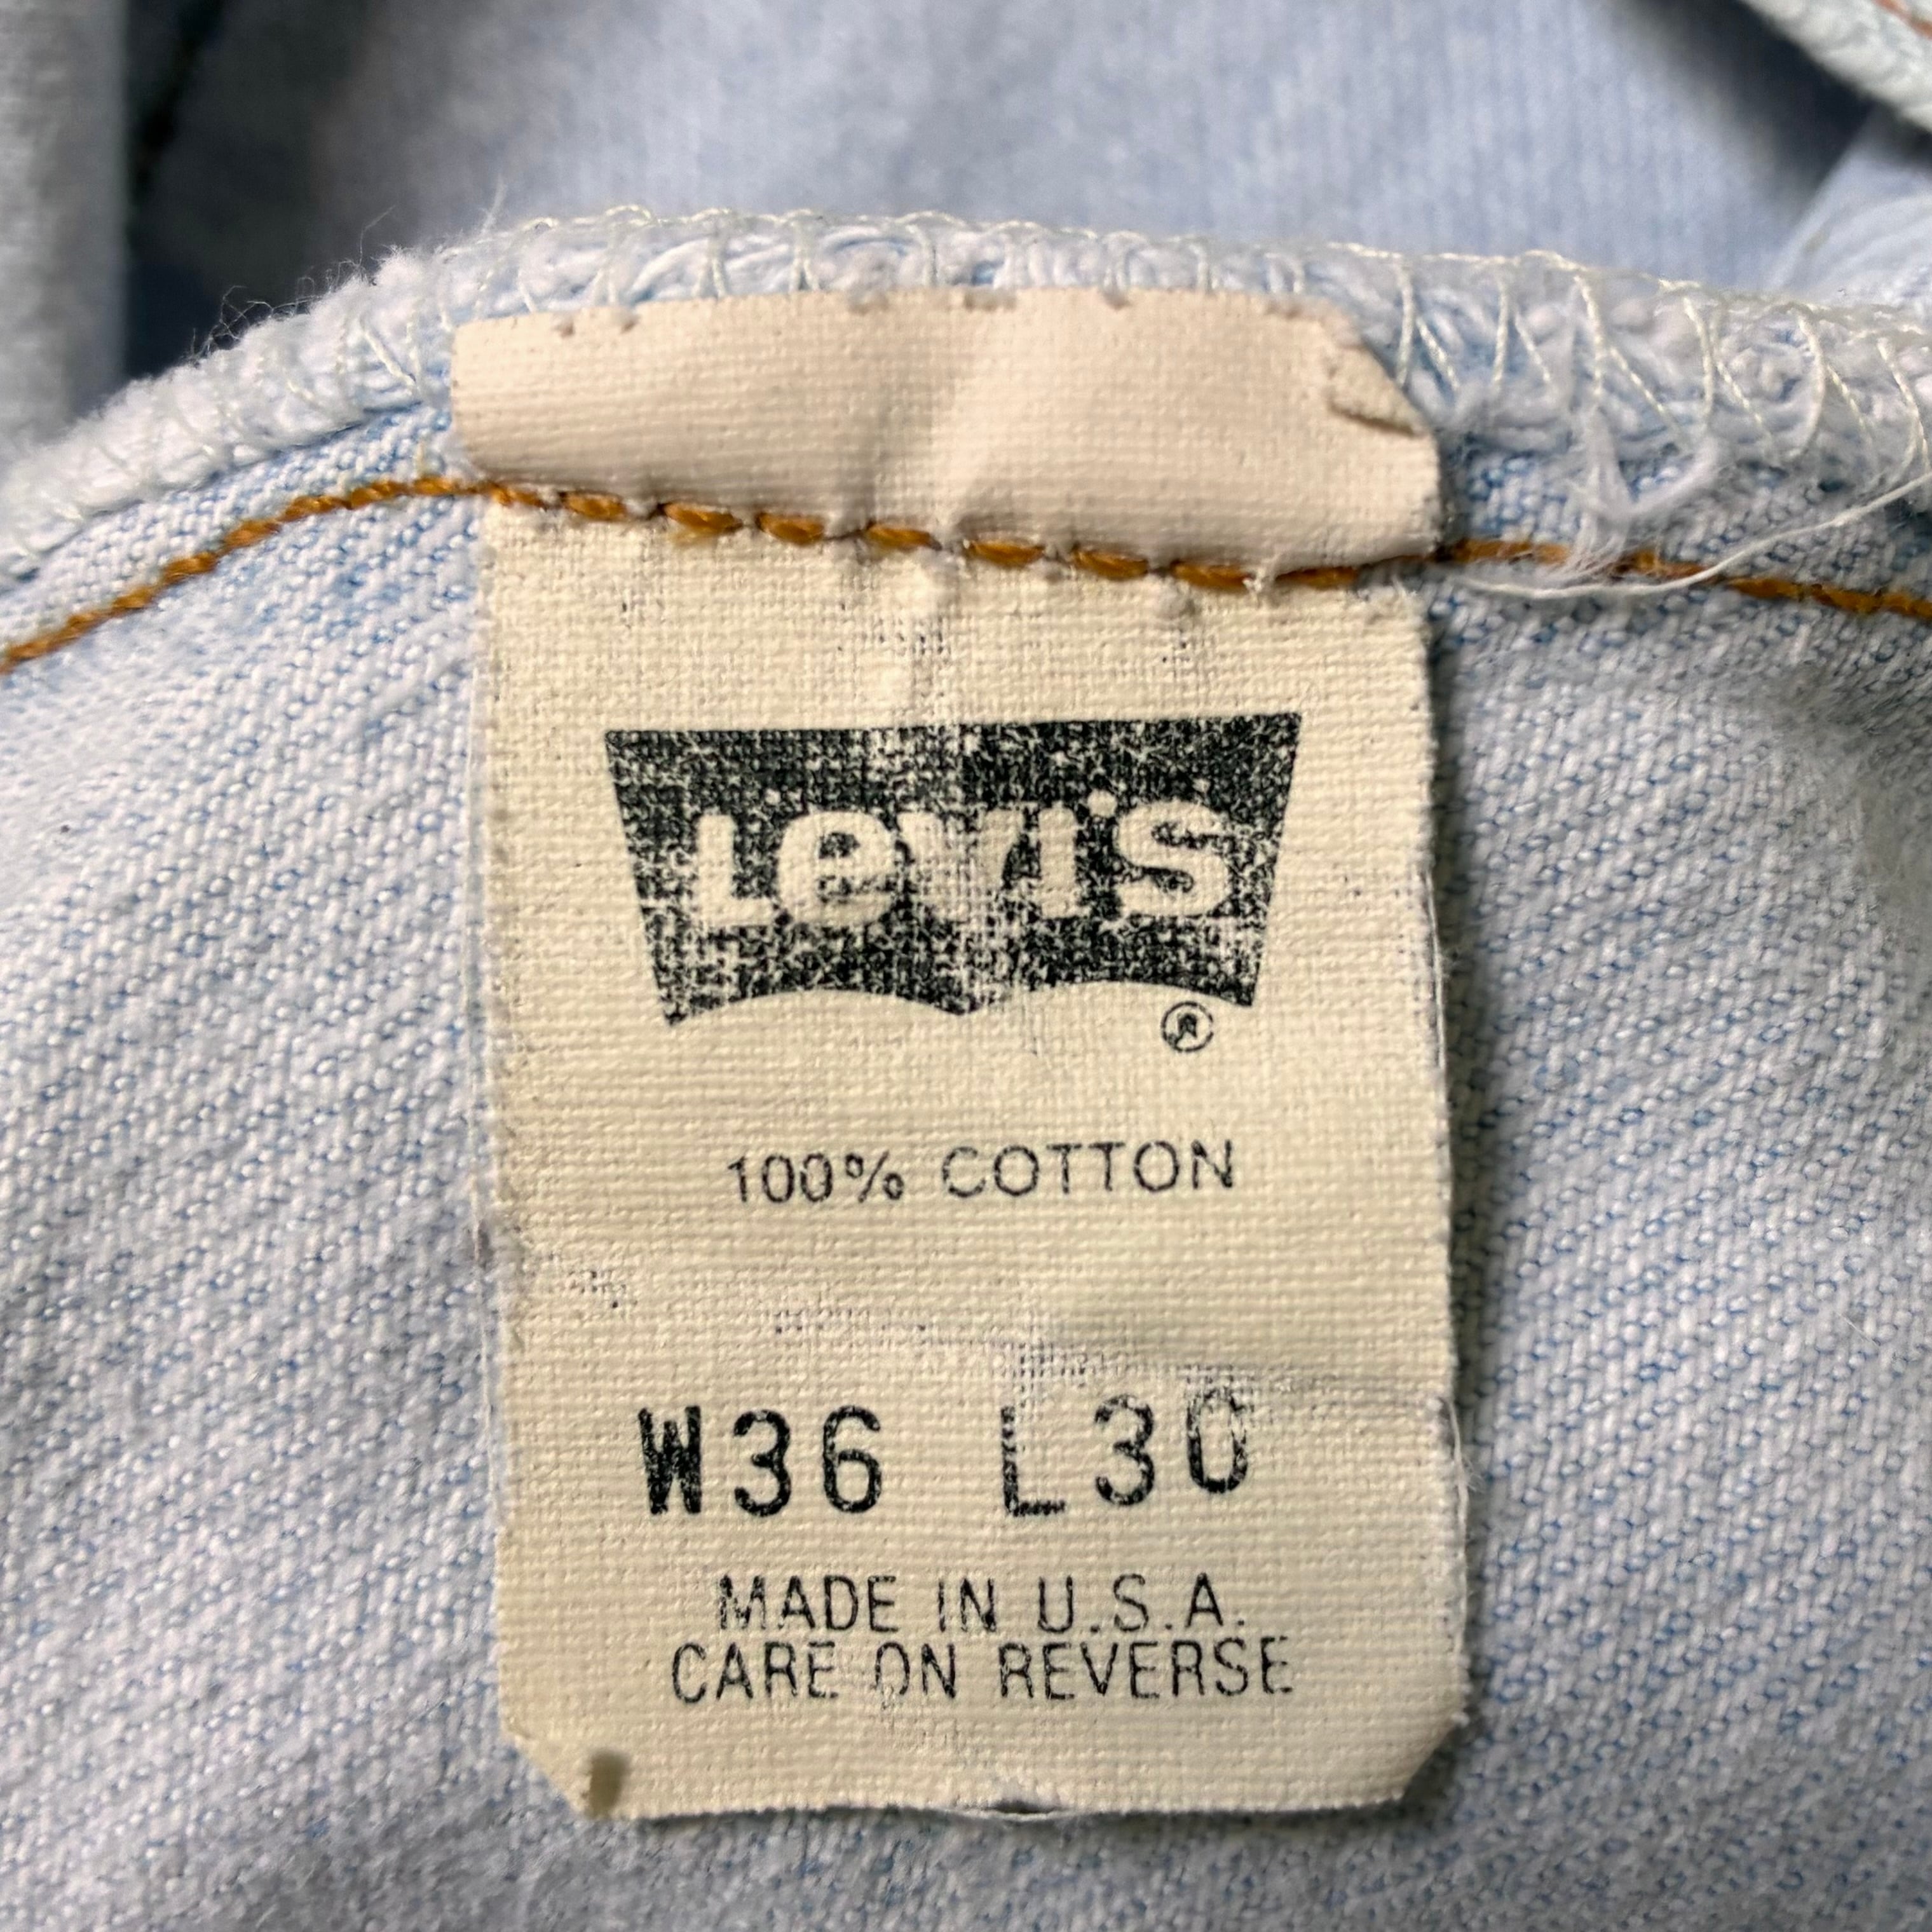 Levi's
®
100% COTTON
W36 L30
MADE IN U.S.A.
CARE ON REVERSE